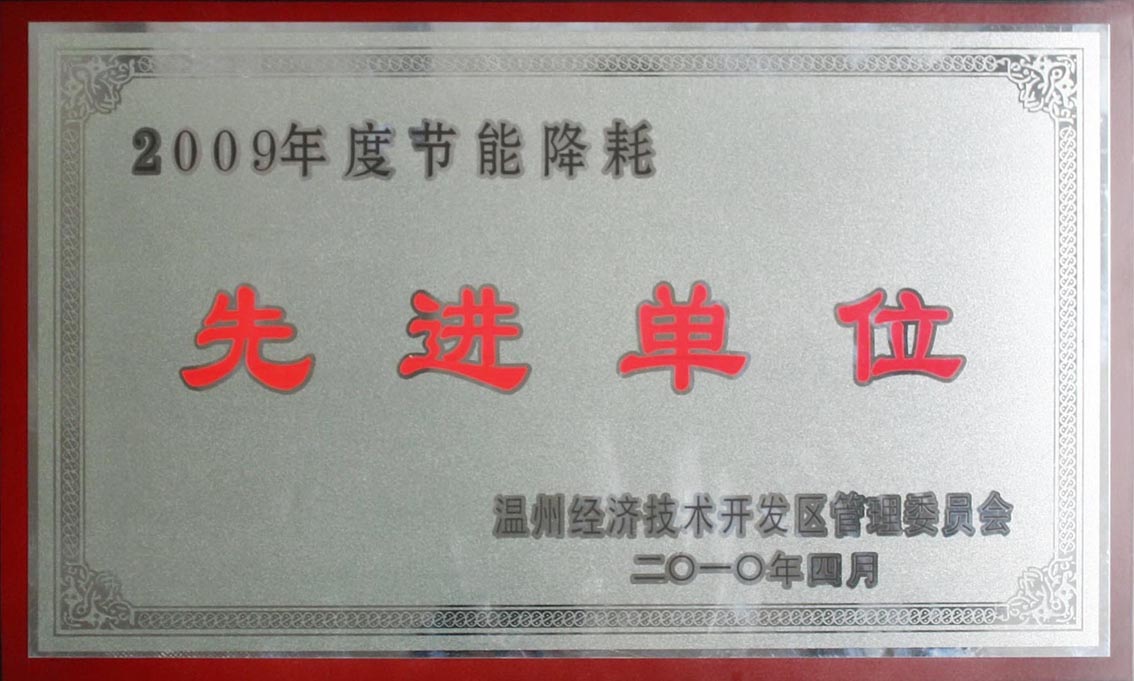 2009年度节能降耗
先进单位
温州经济技术开发区管理委员会
二〇一〇年四月